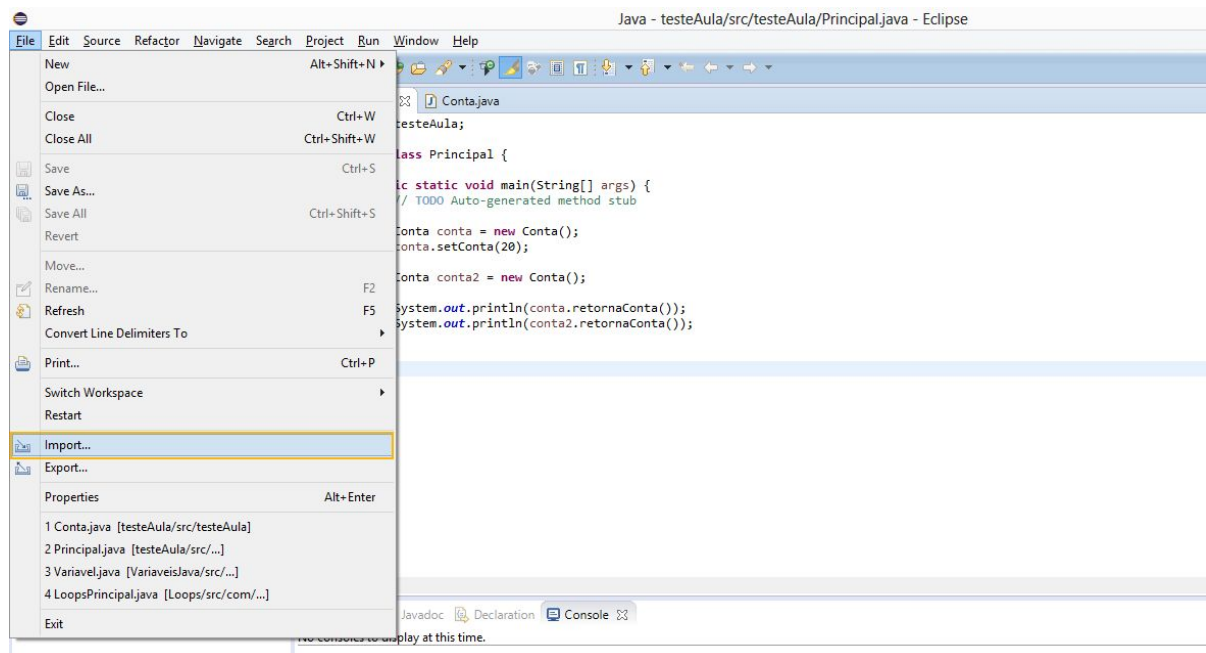 Java - testeAula/src/testeAula/Principal.java - Eclipse
File Edit Source Refactor Navigate Search Project Run Window Help
New Alt+Shift+N
Open File...
Close Ctrl+W
Close All Ctrl+Shift+W
Save Ctrl+S
Save As...
Save All Ctrl+Shift+S
Revert
Move...
Rename... F2
Refresh F5
Convert Line Delimiters To
Print... Ctrl+P
Switch Workspace
Restart
Import...
Export...
Properties Alt+Enter
1 Conta.java [testeAula/src/testeAula]
2 Principal.java [testeAula/src/...]
3 Variavel.java [VariaveisJava/src/...]
4 LoopsPrincipal.java [Loops/src/com/...]
Exit
Conta.java
testeAula;
lass Principal {
ic static void main(String[] args) {
/ TODO Auto-generated method stub
Conta conta = new Conta();
conta.setConta(20);
Conta conta2 = new Conta();
System.out.println(conta.retornaConta());
System.out.println(conta2.retornaConta());
Javadoc Declaration Console
No consoles to display at this time.